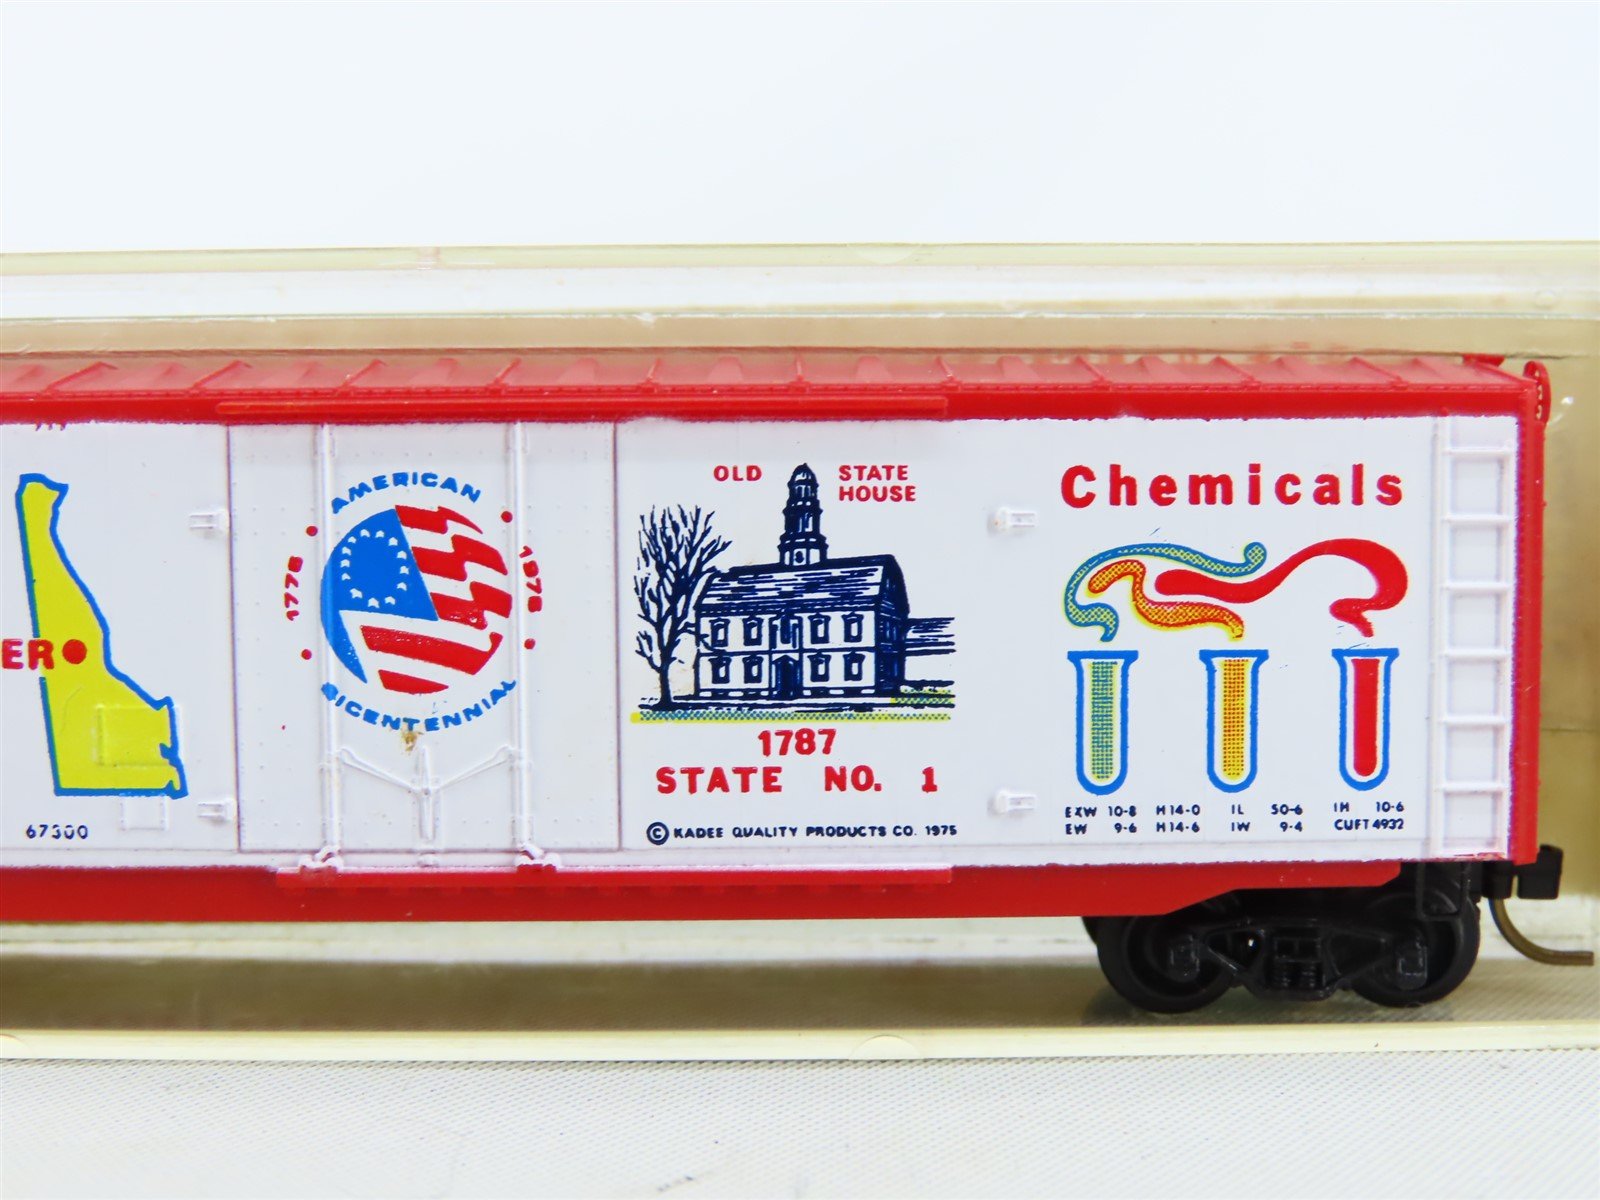 ER
67300
AMERICAN
1776
1976
BICENTENNIAL
OLD STATE
HOUSE
1787
STATE NO. 1
© KADEE QUALITY PRODUCTS CO. 1975
Chemicals
EXW 10-8 H14-0 IL 50-6 IH 10-6
EW 9-6 H14-6 IW 9-4 CUFT 4932